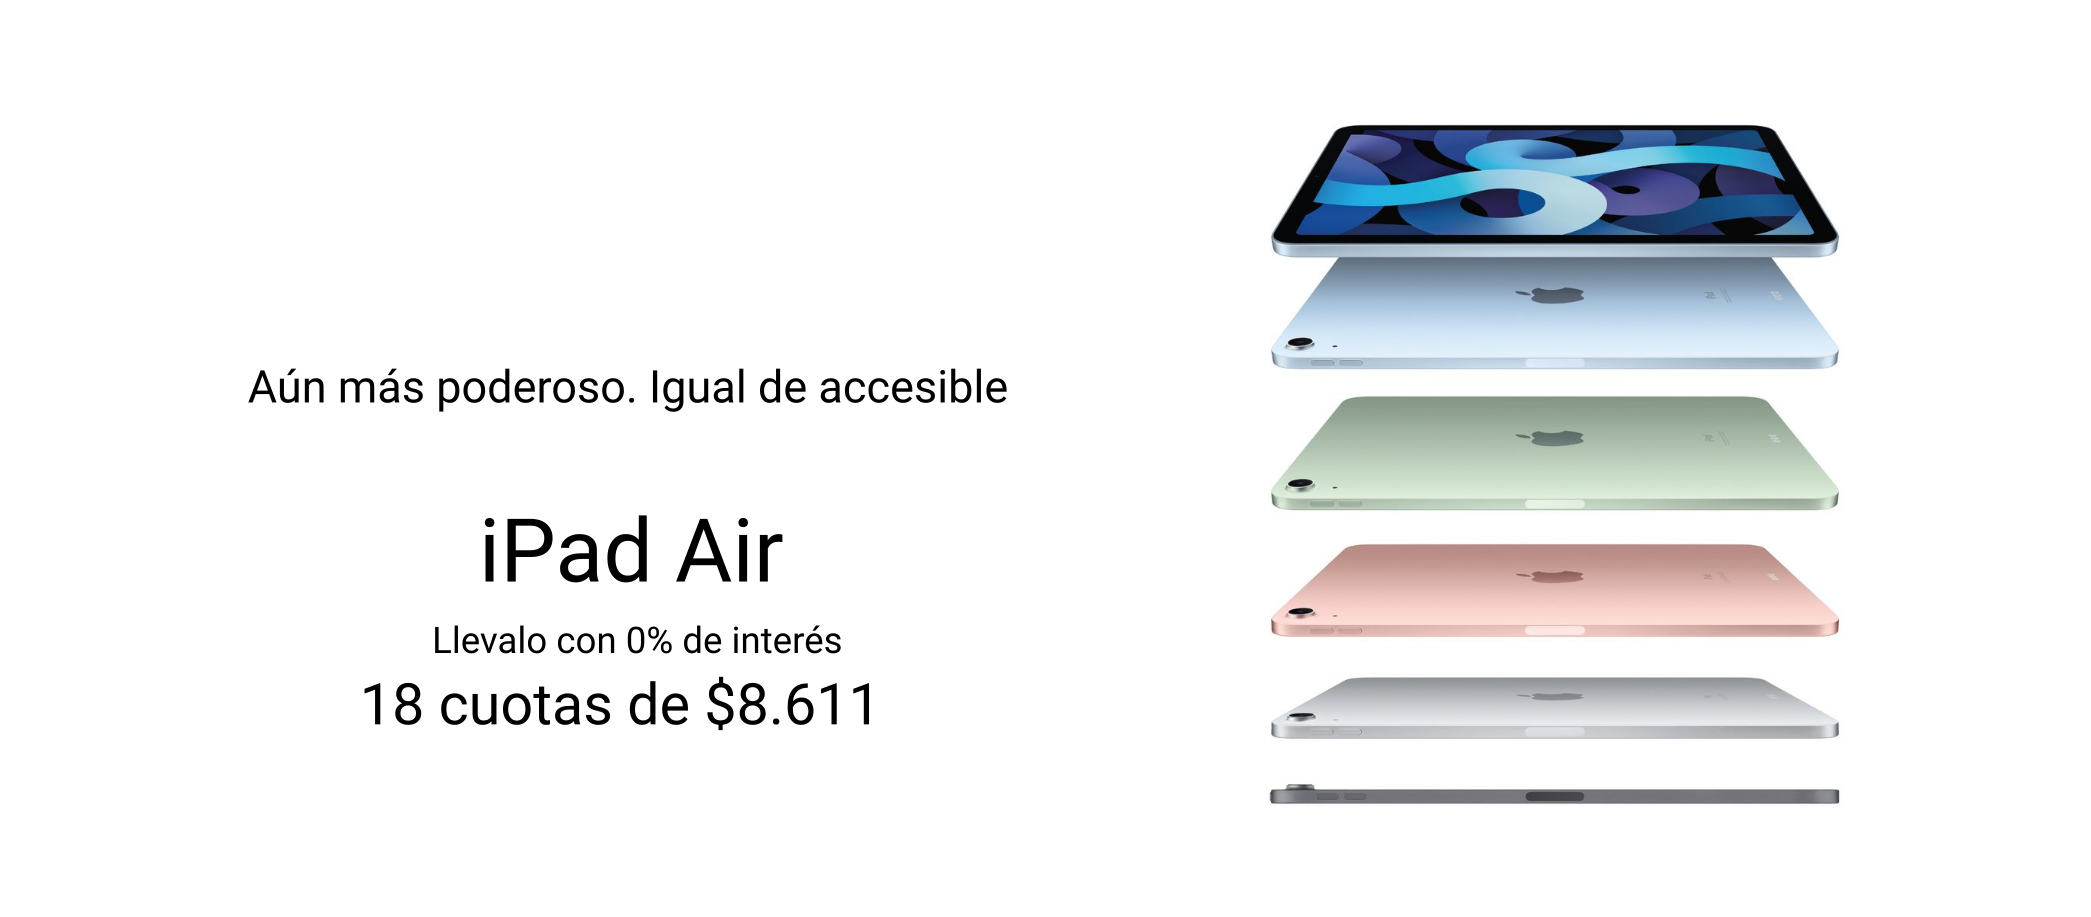 Aún más poderoso. Igual de accesible
iPad Air
Llevalo con 0% de interés
18 cuotas de $8.611